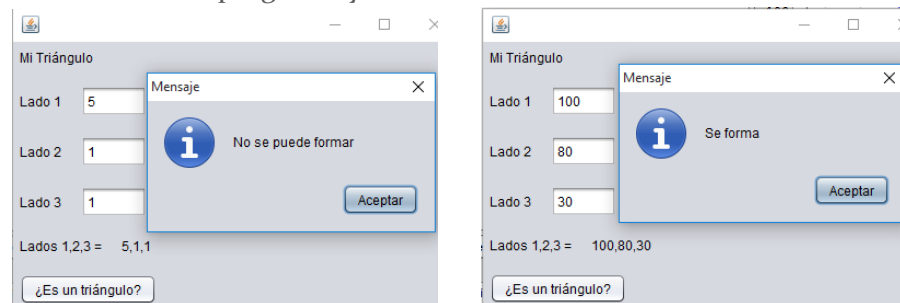 Mi Triángulo
Mensaje
Lado 1 5
No se puede formar
Lado 2 1
Aceptar
Lado 3 1
Lados 1,2,3 = 5,1,1
¿Es un triángulo?
Mi Triángulo
Mensaje
Lado 1 100
Se forma
Lado 2 80
Aceptar
Lado 3 30
Lados 1,2,3 = 100,80,30
¿Es un triángulo?